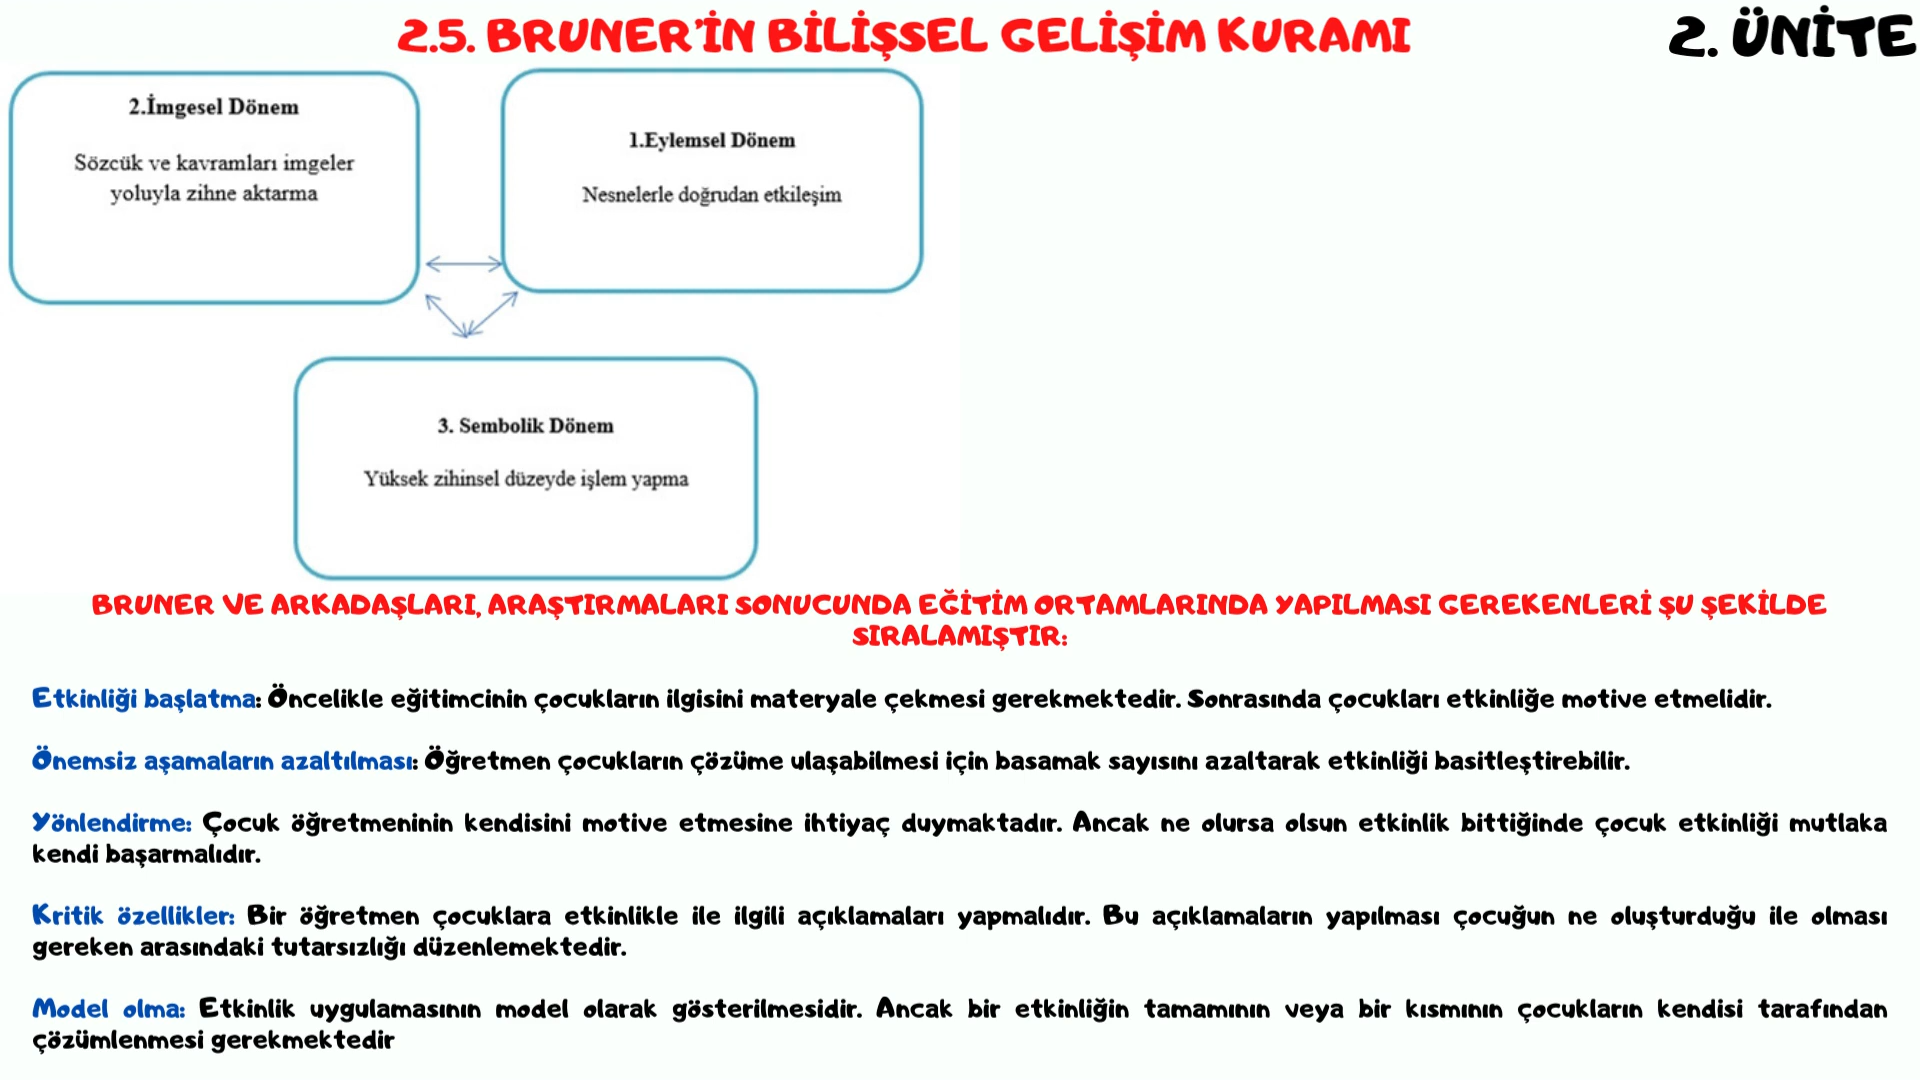 2.5. BRUNER'İN BİLİŞSEL GELİŞİM KURAMI
2. ÜNİTE
2.İmgesel Dönem
Sözcük ve kavramları imgeler
yoluyla zihne aktarma
1.Eylemsel Dönem
Nesnelerle doğrudan etkileşim
3. Sembolik Dönem
Yüksek zihinsel düzeyde işlem yapma
BRUNER VE ARKADAŞLARI, ARAŞTIRMALARI SONUCUNDA EĞİTİM ORTAMLARINDA YAPILMASI GEREKENLERİ ŞU ŞEKİLDE
SIRALAMIŞTIR:
Etkinliği başlatma: Öncelikle eğitimcinin çocukların ilgisini materyale çekmesi gerekmektedir. Sonrasında çocukları etkinliğe motive etmelidir.
Önemsiz aşamaların azaltılması: Öğretmen çocukların çözüme ulaşabilmesi için basamak sayısını azaltarak etkinliği basitleştirebilir.
Yönlendirme: Çocuk öğretmeninin kendisini motive etmesine ihtiyaç duymaktadır. Ancak ne olursa olsun etkinlik bittiğinde çocuk etkinliği mutlaka
kendi başarmalıdır.
Kritik özellikler: Bir öğretmen çocuklara etkinlikle ile ilgili açıklamaları yapmalıdır. Bu açıklamaların yapılması çocuğun ne oluşturduğu ile olması
gereken arasındaki tutarsızlığı düzenlemektedir.
Model olma: Etkinlik uygulamasının model olarak gösterilmesidir. Ancak bir etkinliğin tamamının veya bir kısmının çocukların kendisi tarafından
çözümlenmesi gerekmektedir